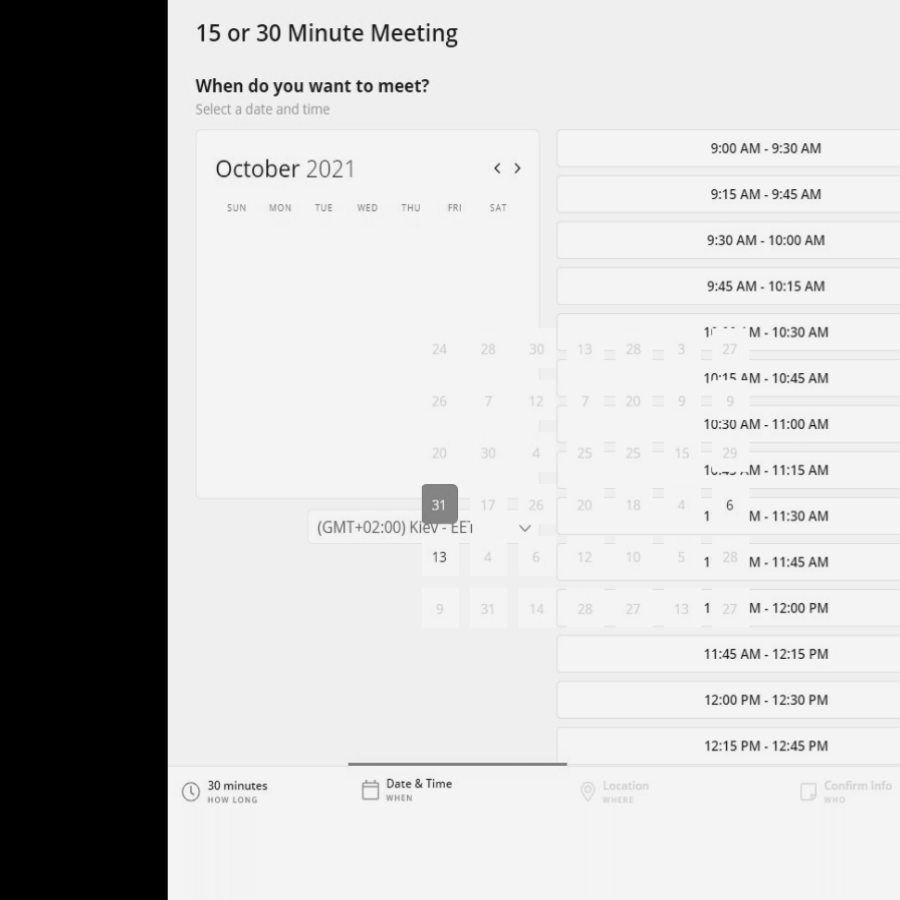 15 or 30 Minute Meeting
When do you want to meet?
Select a date and time
October 2021
SUN MON TUE WED THU FRI SAT
9:00 AM - 9:30 AM
9:15 AM - 9:45 AM
9:30 AM - 10:00 AM
9:45 AM - 10:15 AM
M - 10:30 AM
24 28 30 13 28 3 27
10:15 AM - 10:45 AM
26 7 12 7 20 9 9
10:30 AM - 11:00 AM
20 30 4 25 25 15 29
M - 11:15 AM
31 17 26 20 18 4 6
M - 11:30 AM
(GMT+02:00) Kiev - EET
13 4 6 12 10 5 28
M - 11:45 AM
9 31 14 28 27 13 27
M - 12:00 PM
11:45 AM - 12:15 PM
12:00 PM - 12:30 PM
12:15 PM - 12:45 PM
30 minutes
HOW LONG
Date & Time
WHEN
Location
WHERE
Confirm Info
WHO